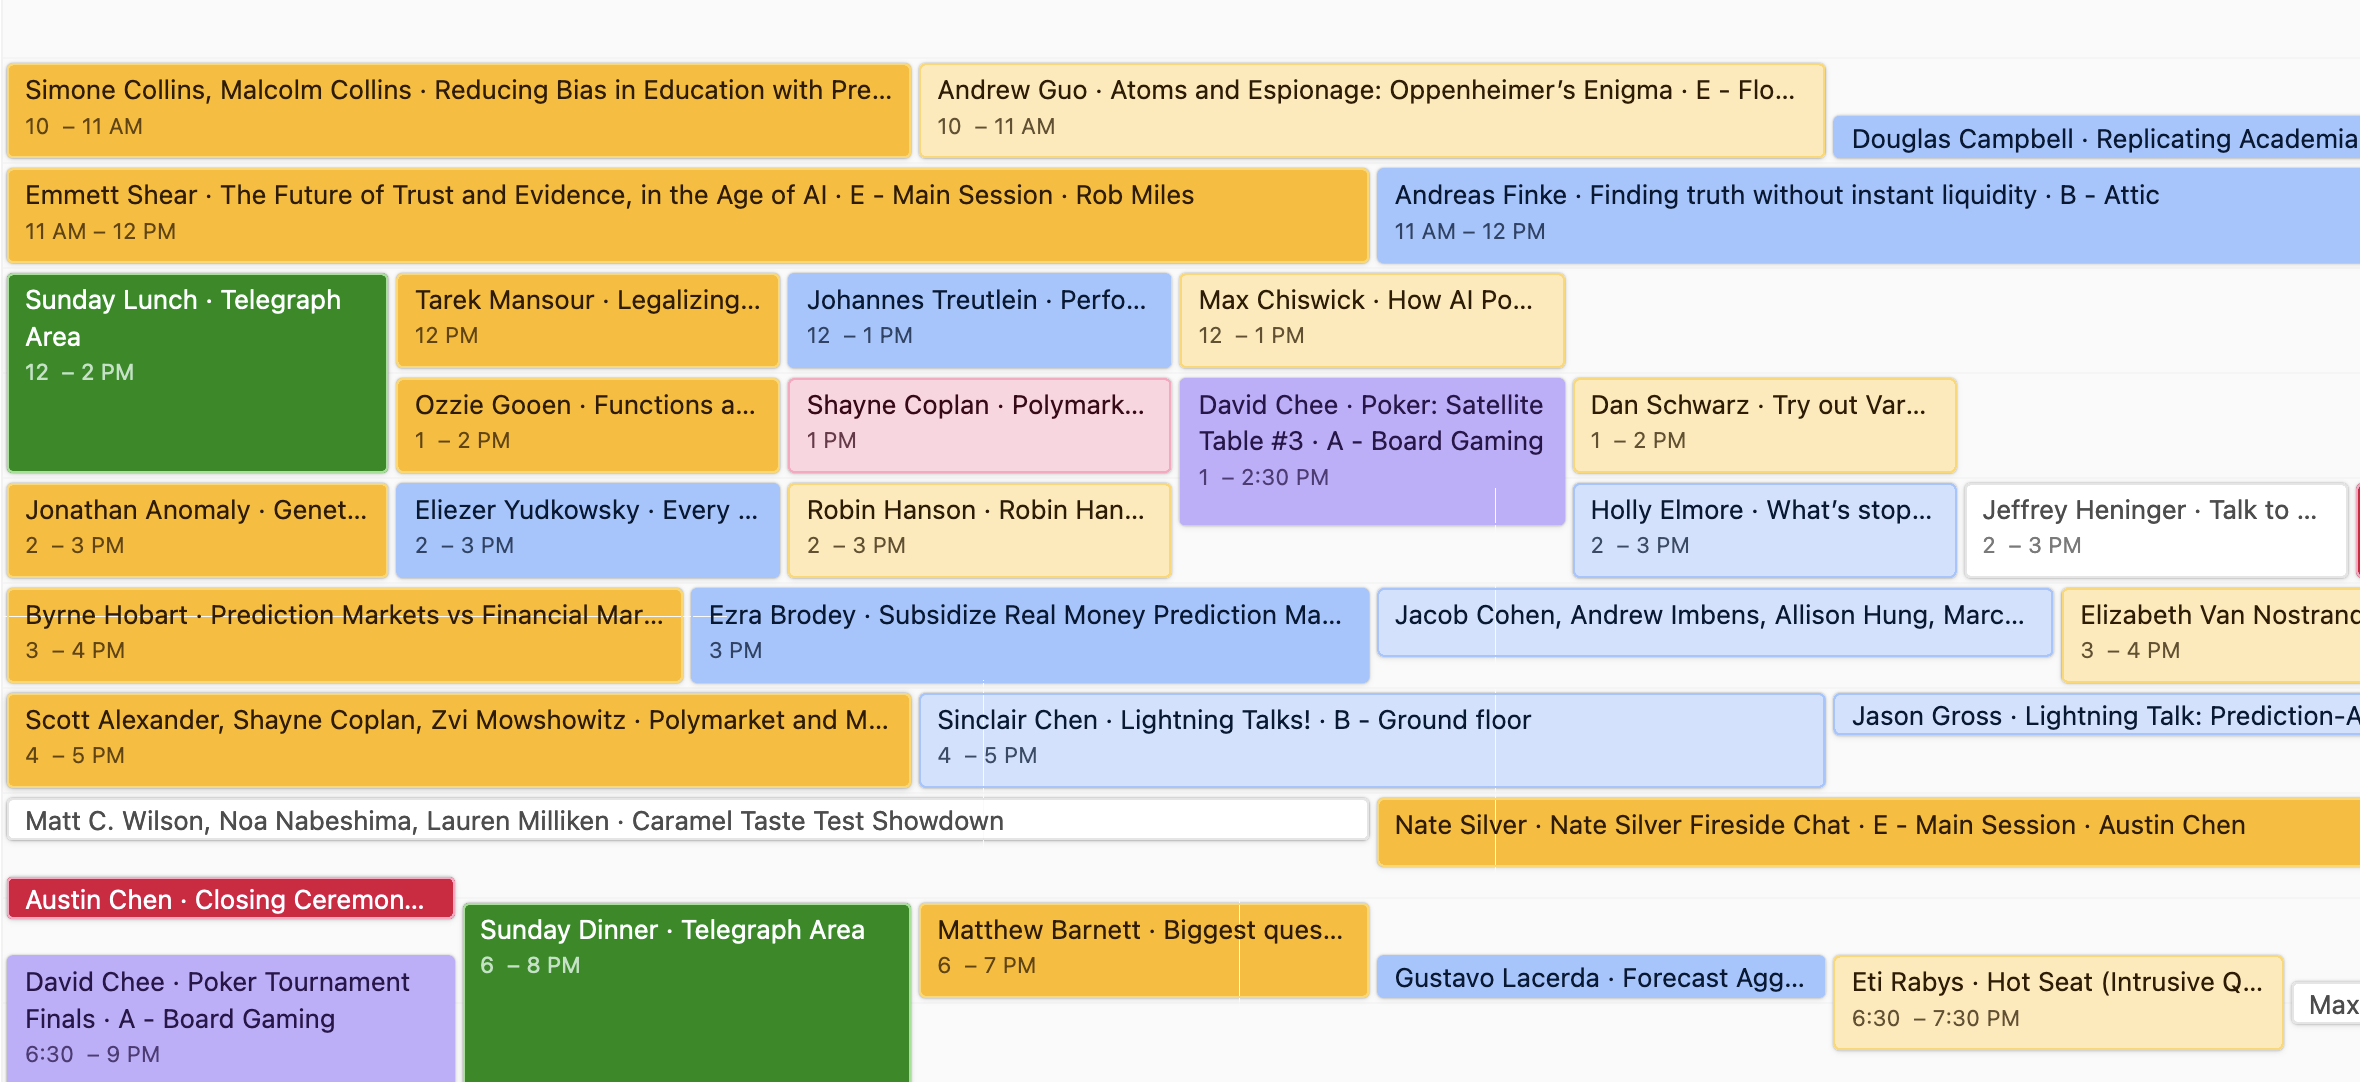 Simone Collins, Malcolm Collins · Reducing Bias in Education with Pre...
10 – 11 AM
Andrew Guo · Atoms and Espionage: Oppenheimer's Enigma · E - Flo...
10 – 11 AM
Douglas Campbell · Replicating Academia
Emmett Shear · The Future of Trust and Evidence, in the Age of AI · E - Main Session · Rob Miles
11 AM – 12 PM
Andreas Finke · Finding truth without instant liquidity · B - Attic
11 AM – 12 PM
Sunday Lunch · Telegraph
Area
12 – 2 PM
Tarek Mansour · Legalizing...
12 PM
Johannes Treutlein · Perfo...
12 – 1 PM
Max Chiswick · How AI Po...
12 – 1 PM
Ozzie Gooen · Functions a...
1 – 2 PM
Shayne Coplan · Polymark...
1 PM
David Chee · Poker: Satellite
Table #3 · A - Board Gaming
1 – 2:30 PM
Dan Schwarz · Try out Var...
1 – 2 PM
Jonathan Anomaly · Genet...
2 – 3 PM
Eliezer Yudkowsky · Every ...
2 – 3 PM
Robin Hanson · Robin Han...
2 – 3 PM
Holly Elmore · What's stop...
2 – 3 PM
Jeffrey Heninger · Talk to ...
2 – 3 PM
Byrne Hobart · Prediction Markets vs Financial Mar...
3 – 4 PM
Ezra Brodey · Subsidize Real Money Prediction Ma...
3 PM
Jacob Cohen, Andrew Imbens, Allison Hung, Marc...
Elizabeth Van Nostrand
3 – 4 PM
Scott Alexander, Shayne Coplan, Zvi Mowshowitz · Polymarket and M...
4 – 5 PM
Sinclair Chen · Lightning Talks! · B - Ground floor
4 – 5 PM
Jason Gross · Lightning Talk: Prediction-A
Matt C. Wilson, Noa Nabeshima, Lauren Milliken · Caramel Taste Test Showdown
Nate Silver · Nate Silver Fireside Chat · E - Main Session · Austin Chen
Austin Chen · Closing Ceremon...
Sunday Dinner · Telegraph Area
6 – 8 PM
Matthew Barnett · Biggest ques...
6 – 7 PM
David Chee · Poker Tournament
Finals · A - Board Gaming
6:30 – 9 PM
Gustavo Lacerda · Forecast Agg...
Eti Rabys · Hot Seat (Intrusive Q...
6:30 – 7:30 PM
Max